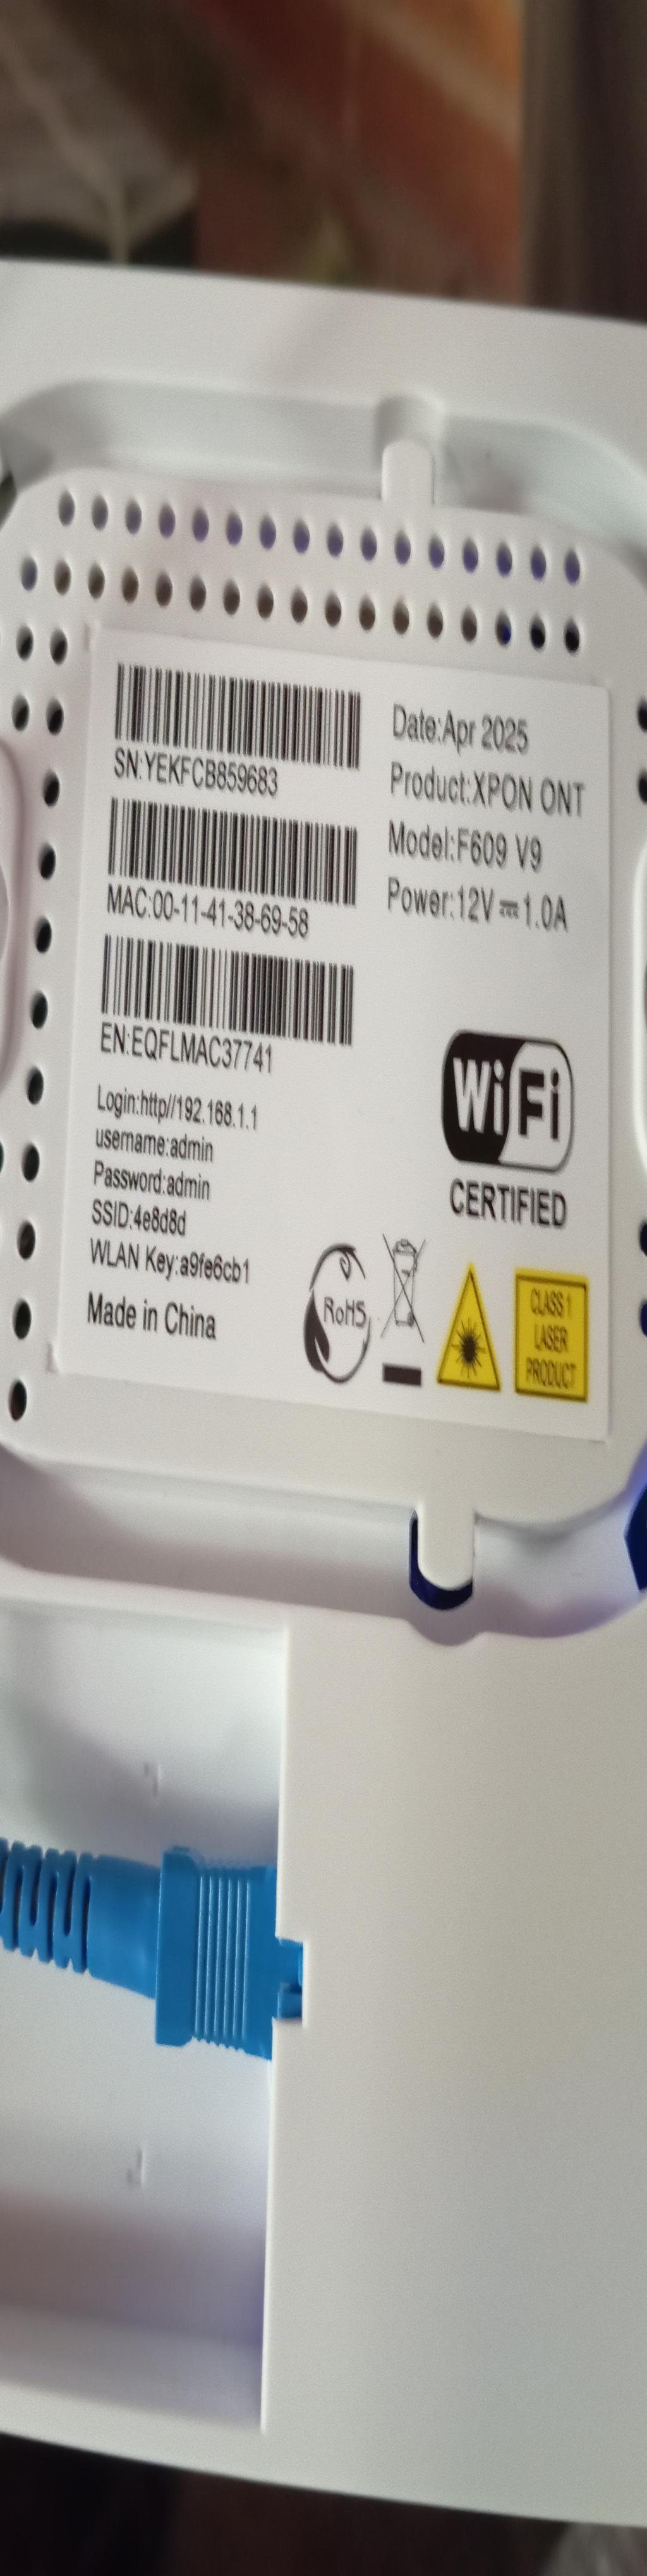 SN:YEKFCB859683
MAC:00-11-41-38-69-58
EN:EQFLMAC37741
Login:http//192.168.1.1
username:admin
Password:admin
SSID:4e8d8d
WLAN Key:a9fe6cb1
Made in China
Date:Apr 2025
Product:XPON ONT
Model:F609 V9
Power:12V⎓1.0A
WiFi
CERTIFIED
RoHS
CLASS 1
LASER
PRODUCT